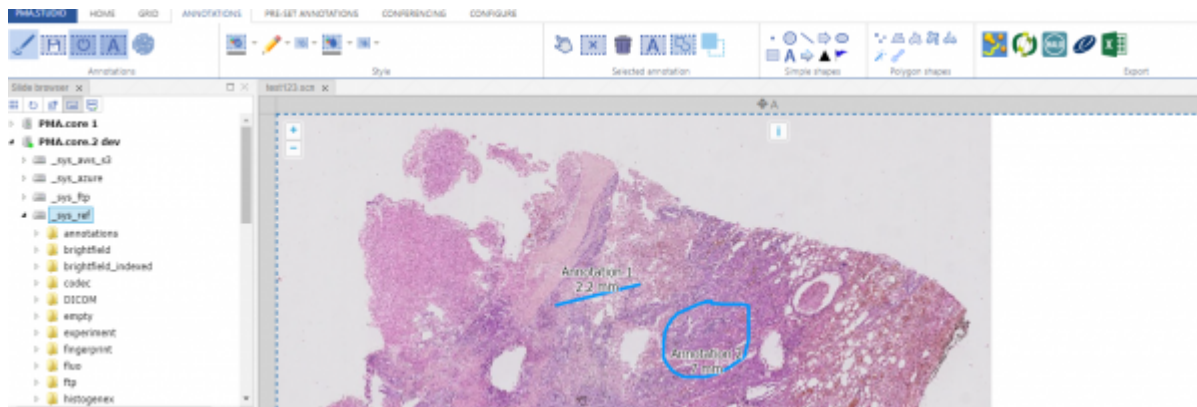 PMA.STUDIO HOME GRID ANNOTATIONS PRE-SET ANNOTATIONS CONFERENCING CONFIGURE
Annotations Style Selected annotation Simple shapes Polygon shapes Export
Slide browser x test123.scn x
A
PMA.core 1
PMA.core.2 dev
_sys_aws_s3
_sys_azure
_sys_ftp
_sys_ref
annotations
brightfield
brightfield_indexed
codec
DICOM
empty
experiment
fingerprint
fluo
ftp
histogenex
Annotation 1
2.2 mm
Annotation 2
7 mm